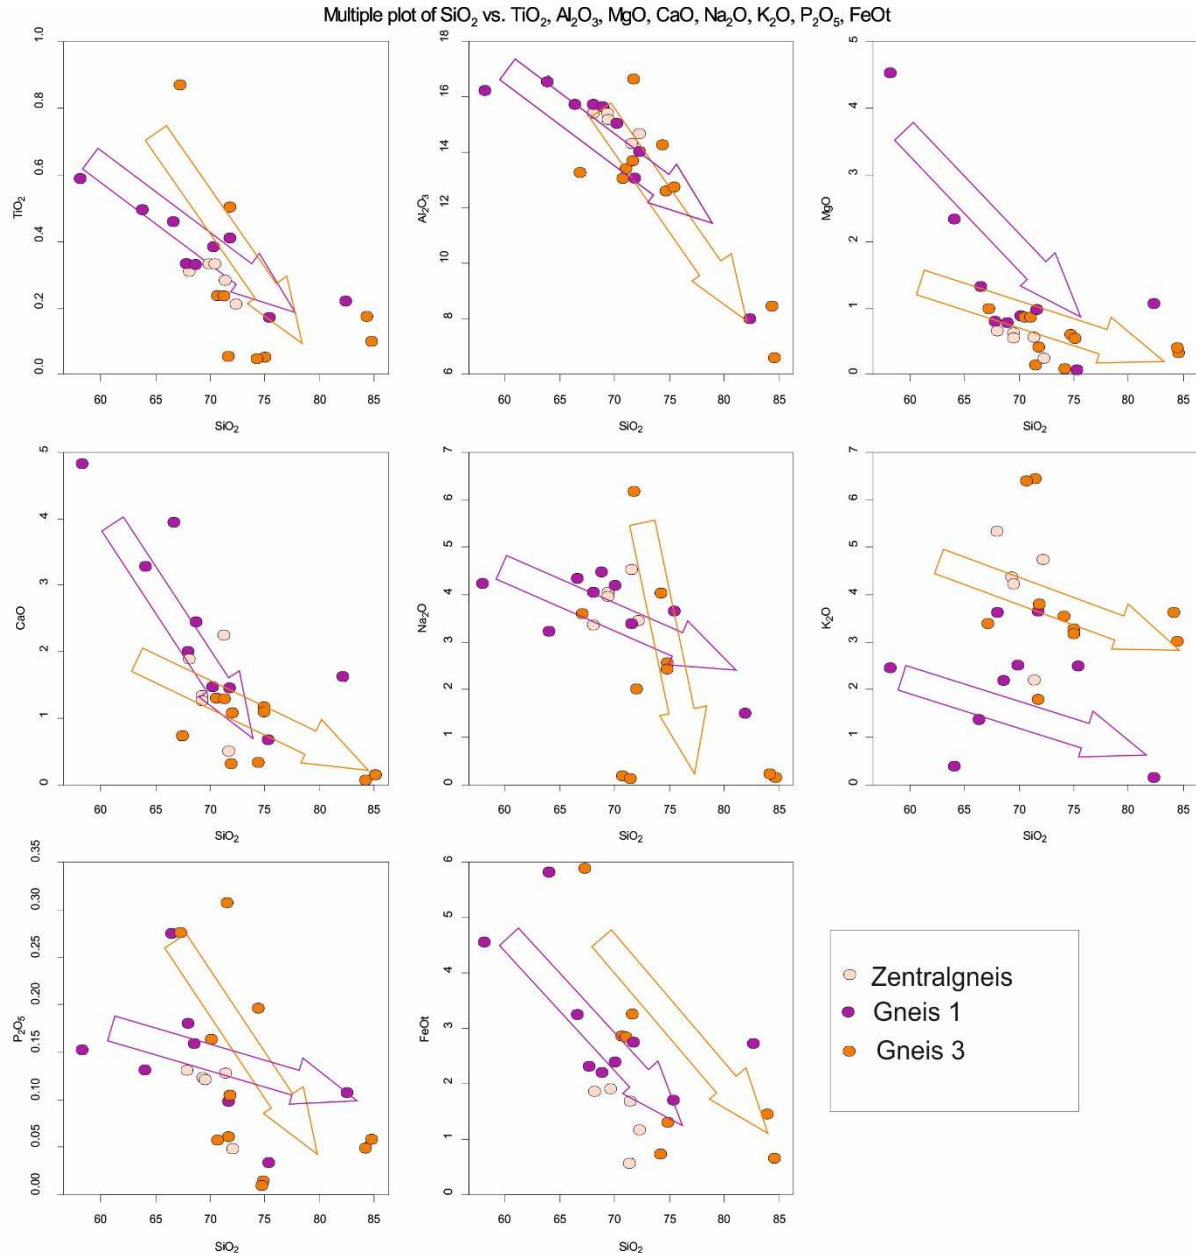 Multiple plot of SiO₂ vs. TiO₂, Al₂O₃, MgO, CaO, Na₂O, K₂O, P₂O₅, FeOt
TiO₂
0.0 0.2 0.4 0.6 0.8 1.0
60 65 70 75 80 85
SiO₂
Al₂O₃
6 8 10 12 14 16 18
60 65 70 75 80 85
SiO₂
MgO
0 1 2 3 4 5
60 65 70 75 80 85
SiO₂
CaO
0 1 2 3 4 5
60 65 70 75 80 85
SiO₂
Na₂O
0 1 2 3 4 5 6 7
60 65 70 75 80 85
SiO₂
K₂O
0 1 2 3 4 5 6 7
60 65 70 75 80 85
SiO₂
P₂O₅
0.00 0.05 0.10 0.15 0.20 0.25 0.30 0.35
60 65 70 75 80 85
SiO₂
FeOt
0 1 2 3 4 5 6
60 65 70 75 80 85
SiO₂
Zentralgneis
Gneis 1
Gneis 3